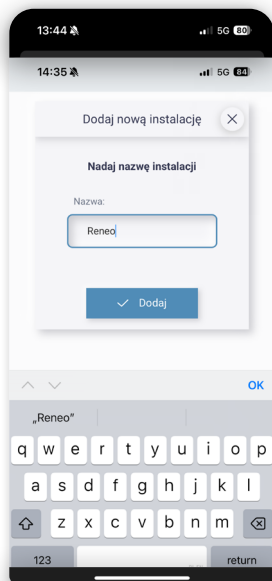 13:44 5G 80
14:35 5G 84
Dodaj nową instalację
Nadaj nazwę instalacji
Nazwa:
Reneo
Dodaj
OK
„Reneo”
q w e r t y u i o p
a s d f g h j k l
z x c v b n m
123 return